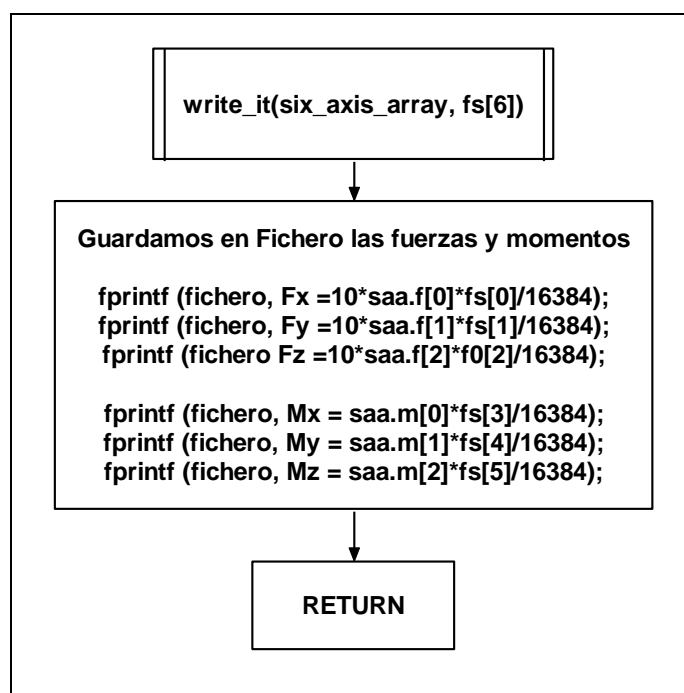 write_it(six_axis_array, fs[6])
Guardamos en Fichero las fuerzas y momentos
fprintf (fichero, Fx =10*saa.f[0]*fs[0]/16384);
fprintf (fichero, Fy =10*saa.f[1]*fs[1]/16384);
fprintf (fichero Fz =10*saa.f[2]*f0[2]/16384);
fprintf (fichero, Mx = saa.m[0]*fs[3]/16384);
fprintf (fichero, My = saa.m[1]*fs[4]/16384);
fprintf (fichero, Mz = saa.m[2]*fs[5]/16384);
RETURN